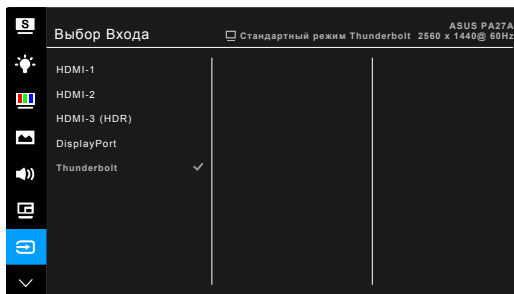 S
ASUS PA27A
Выбор Входа
Стандартный режим Thunderbolt 2560 x 1440@ 60Hz
HDMI-1
HDMI-2
HDMI-3 (HDR)
DisplayPort
Thunderbolt